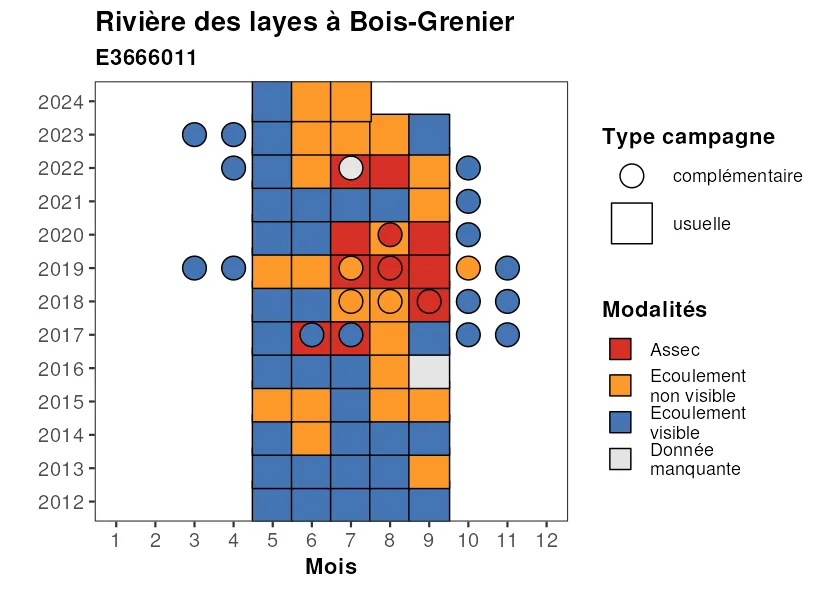 Rivière des layes à Bois-Grenier
E3666011
2024
2023
2022
2021
2020
2019
2018
2017
2016
2015
2014
2013
2012
1 2 3 4 5 6 7 8 9 10 11 12
Mois
Type campagne
complémentaire
usuelle
Modalités
Assec
Ecoulement
non visible
Ecoulement
visible
Donnée
manquante